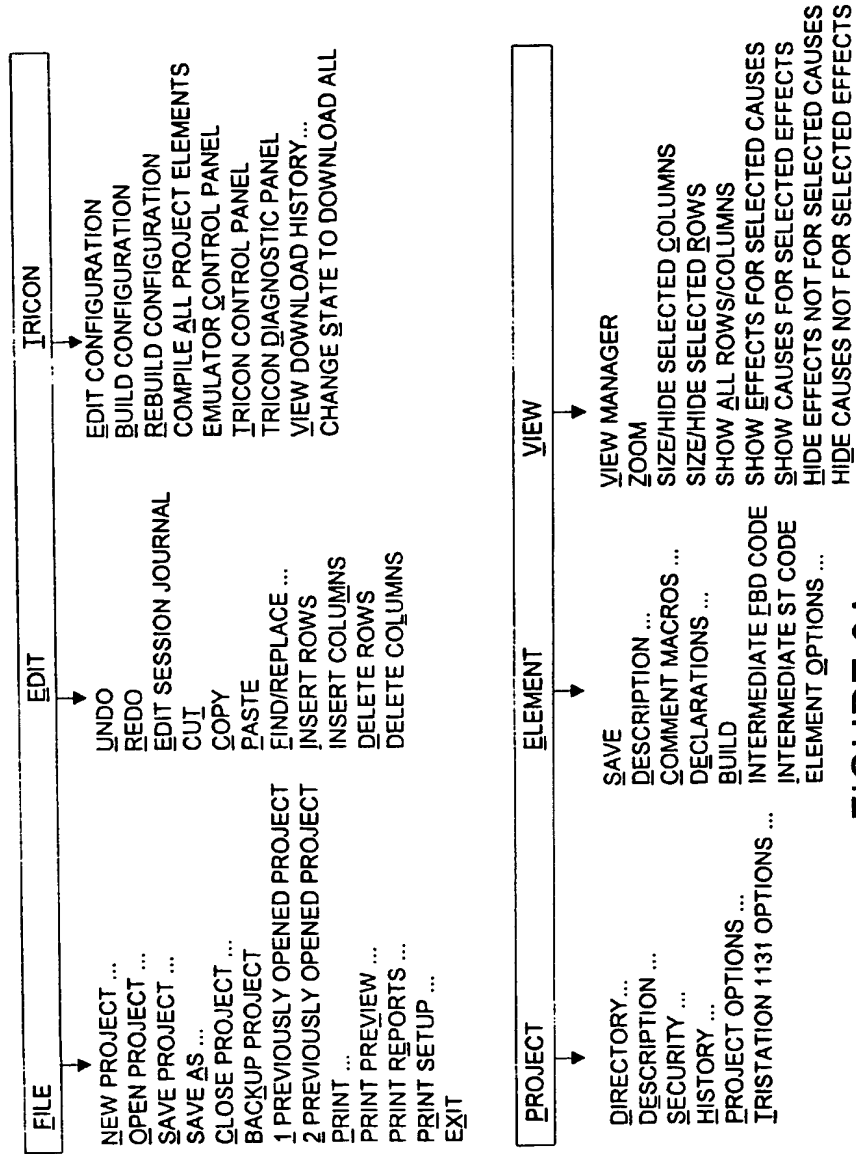 FILE
NEW PROJECT ...
OPEN PROJECT ...
SAVE PROJECT ...
SAVE AS ...
CLOSE PROJECT ...
BACKUP PROJECT
1 PREVIOUSLY OPENED PROJECT
2 PREVIOUSLY OPENED PROJECT
PRINT ...
PRINT PREVIEW ...
PRINT REPORTS ...
PRINT SETUP ...
EXIT
EDIT
UNDO
REDO
EDIT SESSION JOURNAL
CUT
COPY
PASTE
FIND/REPLACE ...
INSERT ROWS
INSERT COLUMNS
DELETE ROWS
DELETE COLUMNS
TRICON
EDIT CONFIGURATION
BUILD CONFIGURATION
REBUILD CONFIGURATION
COMPILE ALL PROJECT ELEMENTS
EMULATOR CONTROL PANEL
TRICON CONTROL PANEL
TRICON DIAGNOSTIC PANEL
VIEW DOWNLOAD HISTORY...
CHANGE STATE TO DOWNLOAD ALL
PROJECT
DIRECTORY...
DESCRIPTION ...
SECURITY ...
HISTORY ...
PROJECT OPTIONS ...
TRISTATION 1131 OPTIONS ...
ELEMENT
SAVE
DESCRIPTION ...
COMMENT MACROS ...
DECLARATIONS ...
BUILD
INTERMEDIATE FBD CODE
INTERMEDIATE ST CODE
ELEMENT OPTIONS ...
VIEW
VIEW MANAGER
ZOOM
SIZE/HIDE SELECTED COLUMNS
SIZE/HIDE SELECTED ROWS
SHOW ALL ROWS/COLUMNS
SHOW EFFECTS FOR SELECTED CAUSES
SHOW CAUSES FOR SELECTED EFFECTS
HIDE EFFECTS NOT FOR SELECTED CAUSES
HIDE CAUSES NOT FOR SELECTED EFFECTS